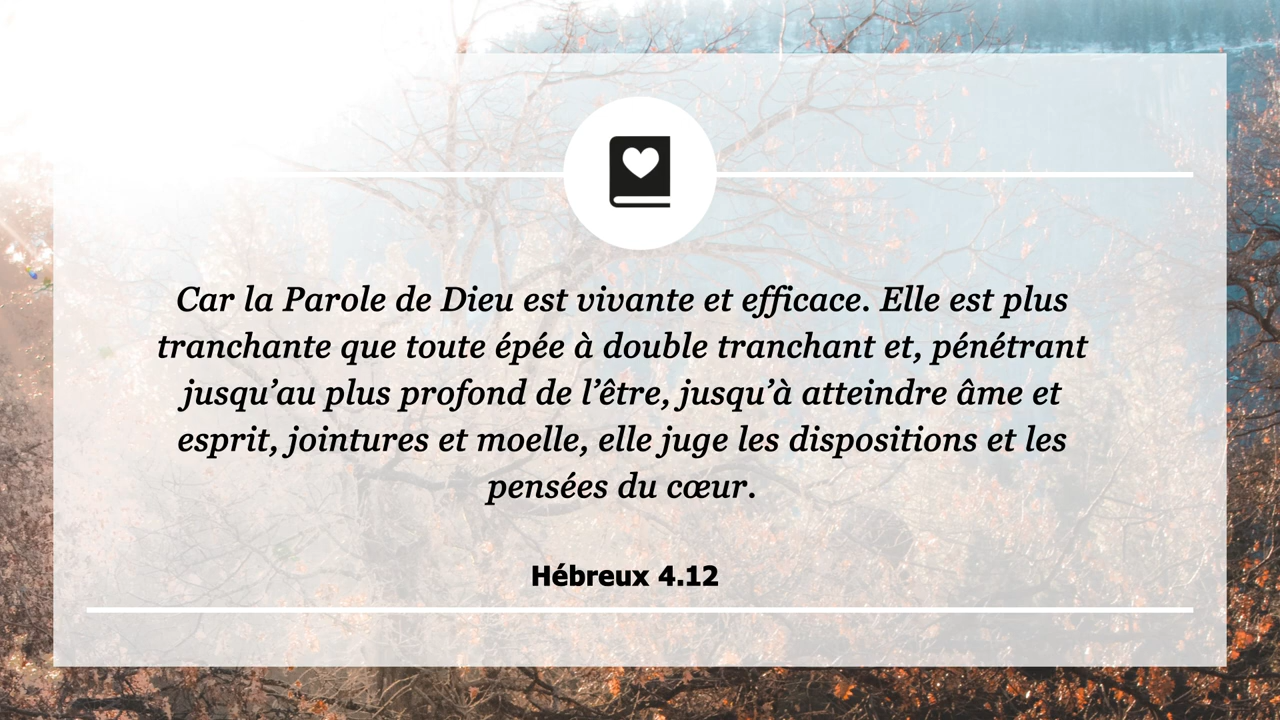 Car la Parole de Dieu est vivante et efficace. Elle est plus
tranchante que toute épée à double tranchant et, pénétrant
jusqu’au plus profond de l’être, jusqu’à atteindre âme et
esprit, jointures et moelle, elle juge les dispositions et les
pensées du cœur.
Hébreux 4.12